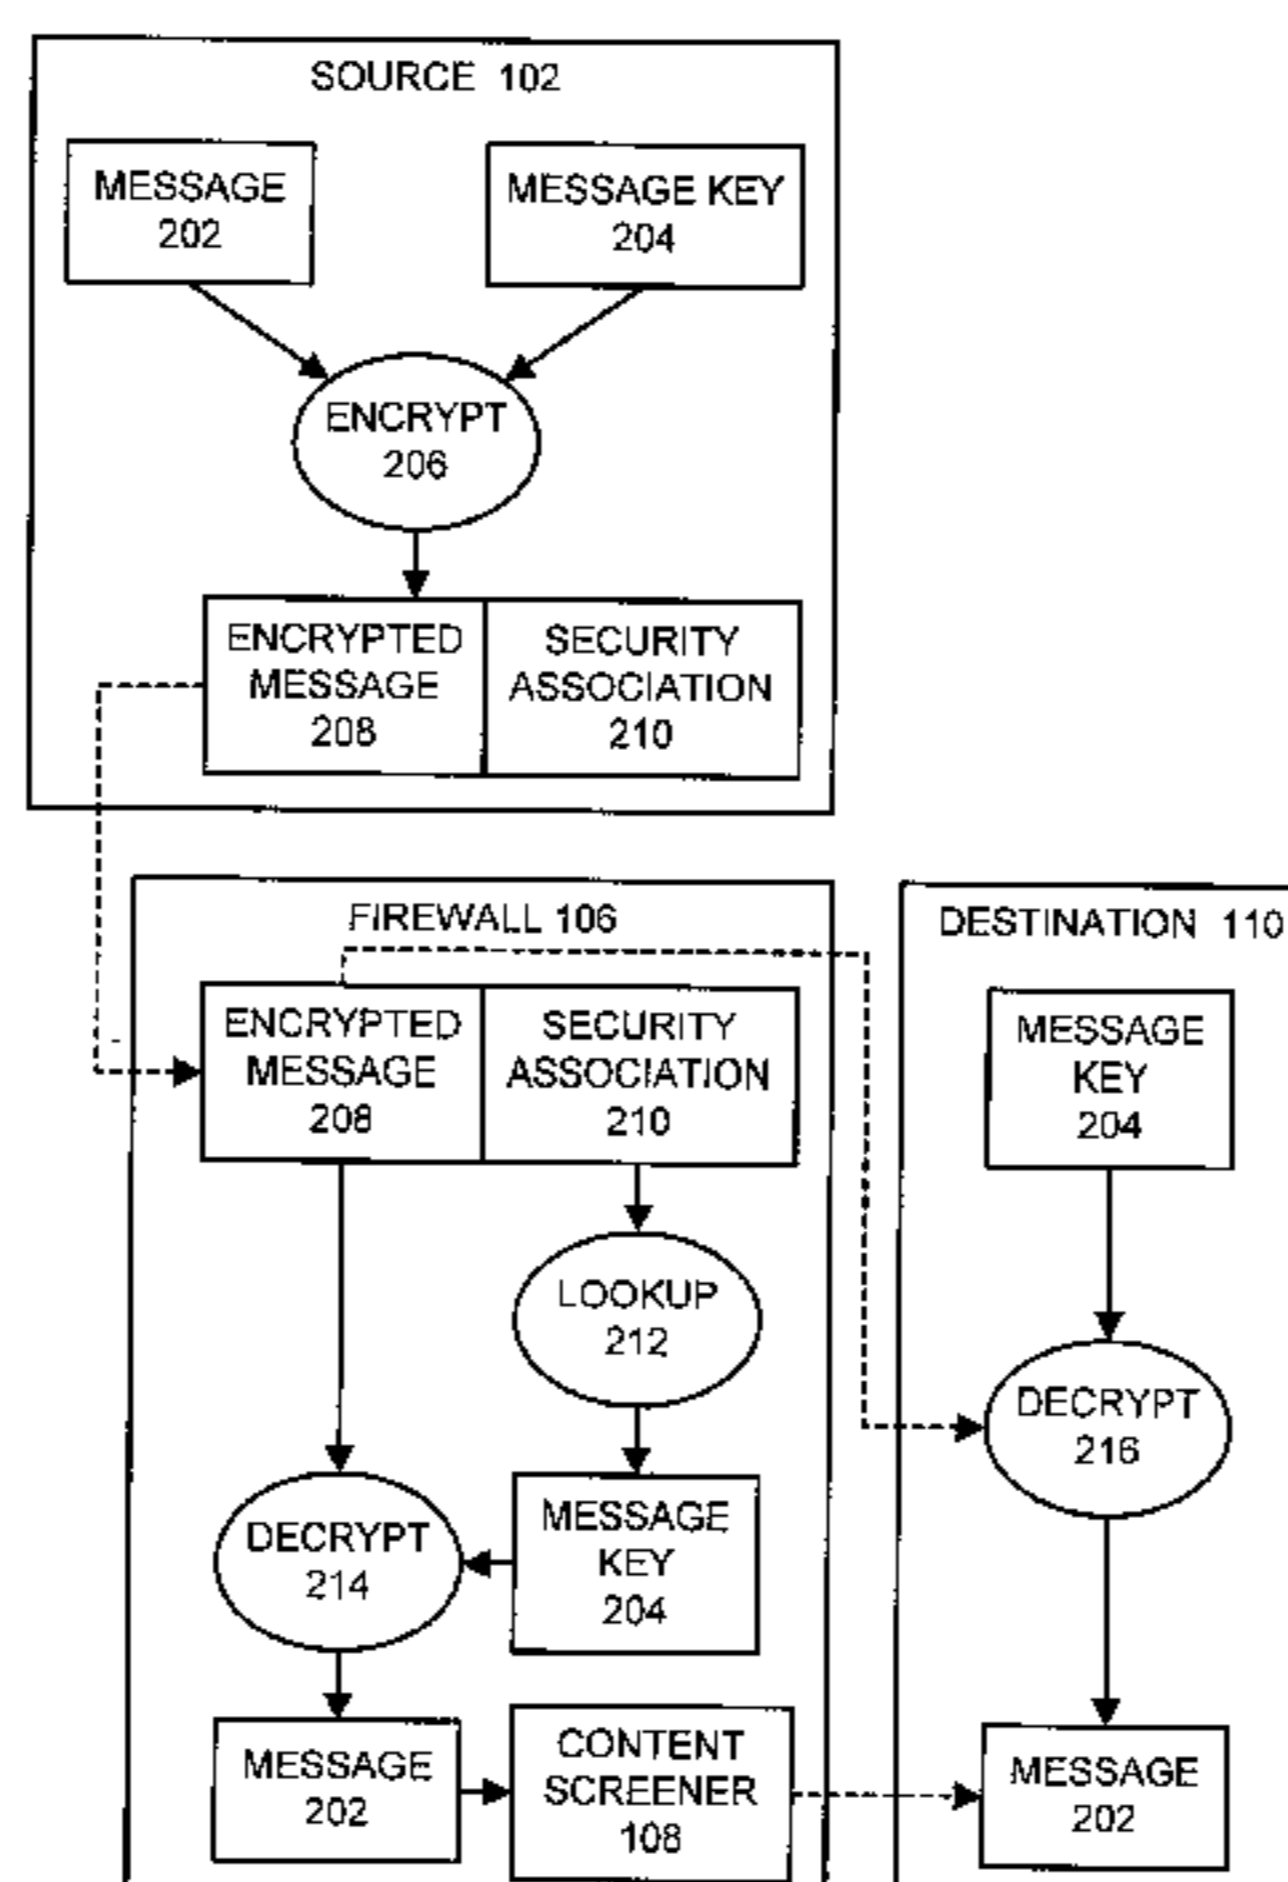 SOURCE 102
MESSAGE
202
MESSAGE KEY
204
ENCRYPT
206
ENCRYPTED
MESSAGE
208
SECURITY
ASSOCIATION
210
FIREWALL 106
ENCRYPTED
MESSAGE
208
SECURITY
ASSOCIATION
210
LOOKUP
212
DECRYPT
214
MESSAGE
KEY
204
MESSAGE
202
CONTENT
SCREENER
108
DESTINATION 110
MESSAGE
KEY
204
DECRYPT
216
MESSAGE
202